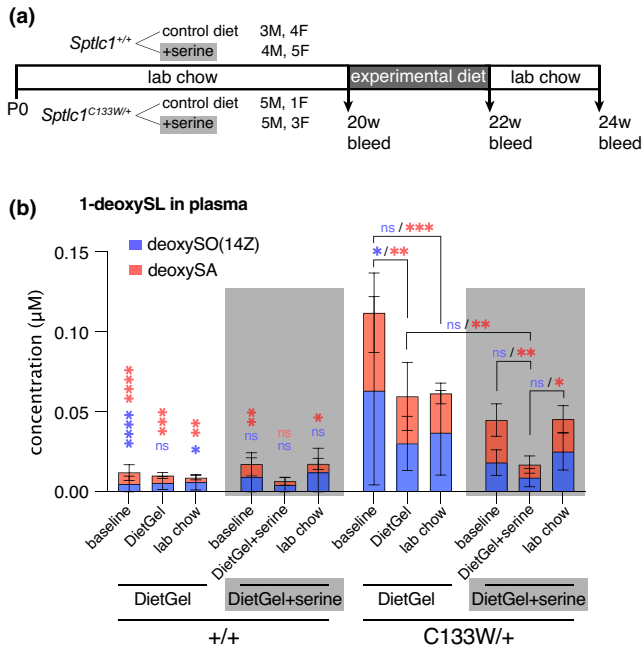 (a)
Sptlc1+/+
control diet 3M, 4F
+serine 4M, 5F
lab chow experimental diet lab chow
P0
Sptlc1C133W/+
control diet 5M, 1F
+serine 5M, 3F
20w bleed
22w bleed
24w bleed
(b) 1-deoxySL in plasma
deoxySO(14Z)
deoxySA
concentration (µM)
0.15
0.10
0.05
0.00
**** ****
*** ns
** *
** ns
ns ns
* ns
ns / ***
* / **
ns / **
ns / **
ns / *
baseline DietGel lab chow baseline DietGel+serine lab chow baseline DietGel lab chow baseline DietGel+serine lab chow
DietGel DietGel+serine DietGel DietGel+serine
+/+ C133W/+